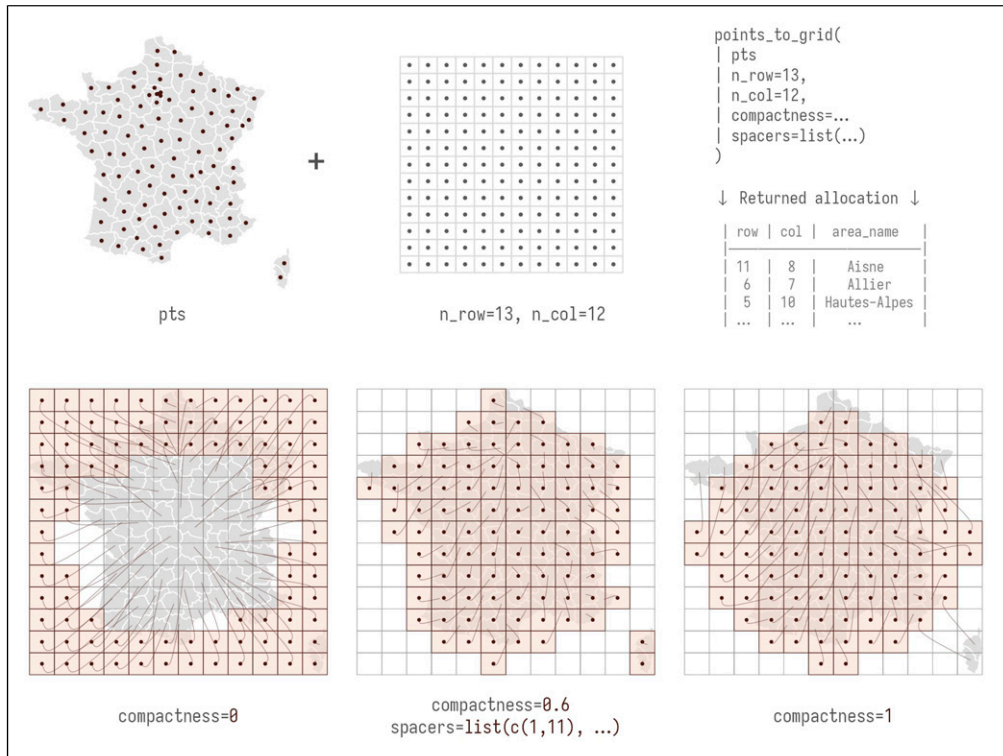 points_to_grid(
| pts
| n_row=13,
| n_col=12,
| compactness=...
| spacers=list(...)
)
+
↓ Returned allocation ↓
| row | col | area_name |
| 11 | 8 | Aisne |
| 6 | 7 | Allier |
| 5 | 10 | Hautes-Alpes |
| ... | ... | ... |
pts
n_row=13, n_col=12
compactness=0
compactness=0.6
spacers=list(c(1,11), ...)
compactness=1